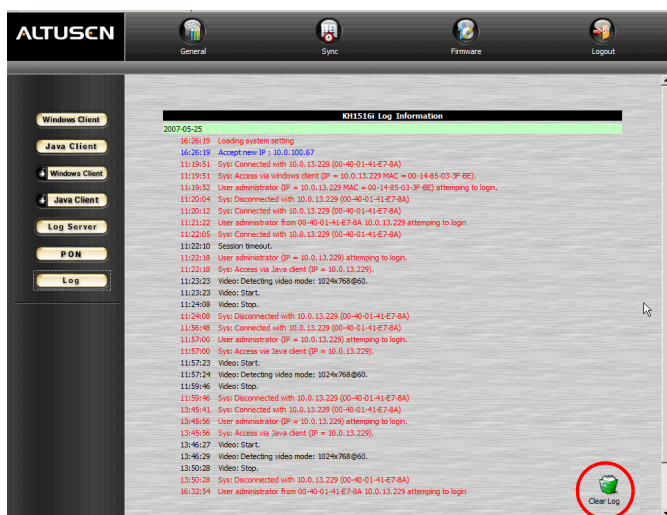 ALTUSEN
General
Sync
Firmware
Logout
Windows Client
Java Client
Windows Client
Java Client
Log Server
PON
Log
KH1516i Log Information
2007-05-25
16:26:19 Loading system setting
16:26:19 Accept new IP : 10.0.100.67
11:19:51 Sys: Connected with 10.0.13.229 (00-40-01-41-E7-8A)
11:19:51 Sys: Access via windows client (IP = 10.0.13.229 MAC = 00-14-85-03-3F-BE).
11:19:52 User administrator (IP = 10.0.13.229 MAC = 00-14-85-03-3F-BE) attemping to login.
11:20:04 Sys: Disconnected with 10.0.13.229 (00-40-01-41-E7-8A)
11:20:12 Sys: Connected with 10.0.13.229 (00-40-01-41-E7-8A)
11:21:22 User administrator from 00-40-01-41-E7-8A 10.0.13.229 attemping to login
11:22:05 Sys: Connected with 10.0.13.229 (00-40-01-41-E7-8A)
11:22:10 Session timeout.
11:22:18 User administrator (IP = 10.0.13.229) attemping to login.
11:22:18 Sys: Access via Java client (IP = 10.0.13.229).
11:23:23 Video: Detecting video mode: 1024x768@60.
11:23:23 Video: Start.
11:24:08 Video: Stop.
11:24:08 Sys: Disconnected with 10.0.13.229 (00-40-01-41-E7-8A)
11:56:48 Sys: Connected with 10.0.13.229 (00-40-01-41-E7-8A)
11:57:00 User administrator (IP = 10.0.13.229) attemping to login.
11:57:00 Sys: Access via Java client (IP = 10.0.13.229).
11:57:23 Video: Start.
11:57:24 Video: Detecting video mode: 1024x768@60.
11:59:46 Video: Stop.
11:59:46 Sys: Disconnected with 10.0.13.229 (00-40-01-41-E7-8A)
13:45:41 Sys: Connected with 10.0.13.229 (00-40-01-41-E7-8A)
13:45:56 User administrator (IP = 10.0.13.229) attemping to login.
13:45:56 Sys: Access via Java client (IP = 10.0.13.229).
13:46:27 Video: Start.
13:46:29 Video: Detecting video mode: 1024x768@60.
13:50:28 Video: Stop.
13:50:28 Sys: Disconnected with 10.0.13.229 (00-40-01-41-E7-8A)
16:32:54 User administrator from 00-40-01-41-E7-8A 10.0.13.229 attemping to login
Clear Log